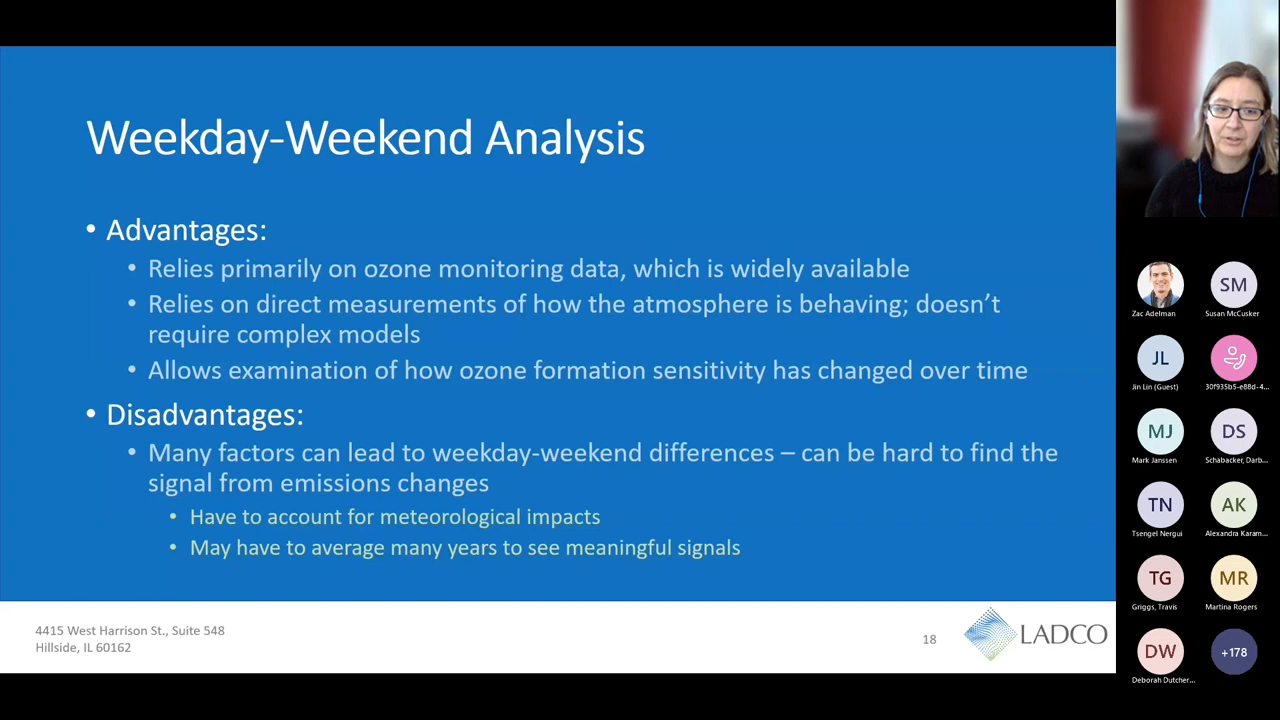 Weekday-Weekend Analysis
• Advantages:
• Relies primarily on ozone monitoring data, which is widely available
• Relies on direct measurements of how the atmosphere is behaving; doesn’t
require complex models
• Allows examination of how ozone formation sensitivity has changed over time
• Disadvantages:
• Many factors can lead to weekday-weekend differences – can be hard to find the
signal from emissions changes
• Have to account for meteorological impacts
• May have to average many years to see meaningful signals
4415 West Harrison St., Suite 548
Hillside, IL 60162
18
LADCO
Zac Adelman
SM
Susan McCusker
JL
Jin Lin (Guest)
30f935b5-e88d-4...
MJ
Mark Janssen
DS
Schabacker, Darb...
TN
Tsengel Nergui
AK
Alexandra Karam...
TG
Griggs, Travis
MR
Martina Rogers
DW
Deborah Dutcher...
+178